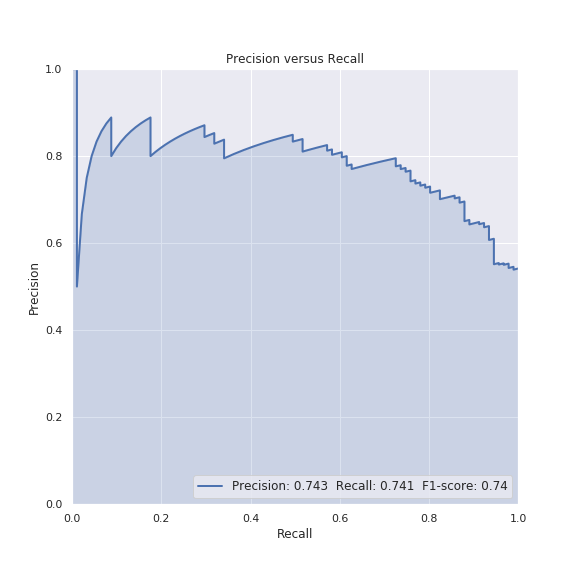 Precision versus Recall
1.0
0.8
0.6
0.4
0.2
0.0
Precision
Precision: 0.743  Recall: 0.741  F1-score: 0.74
0.0 0.2 0.4 0.6 0.8 1.0
Recall